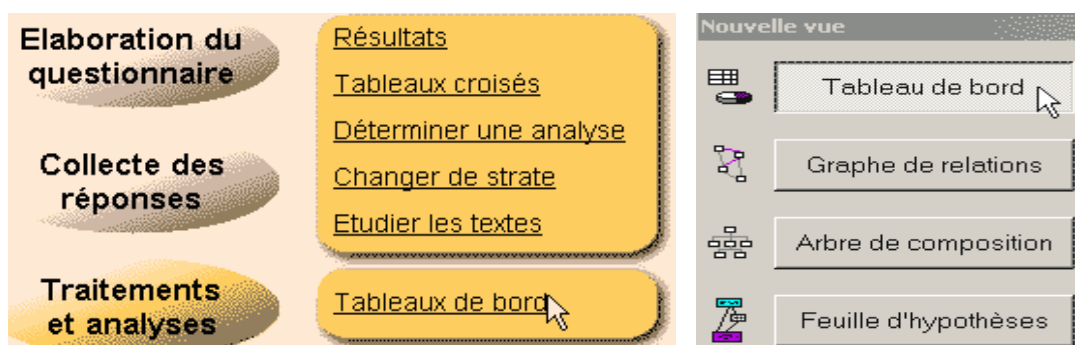 Elaboration du
questionnaire
Collecte des
réponses
Traitements
et analyses
Résultats
Tableaux croisés
Déterminer une analyse
Changer de strate
Etudier les textes
Tableaux de bord
Nouvelle vue
Tableau de bord
Graphe de relations
Arbre de composition
Feuille d'hypothèses